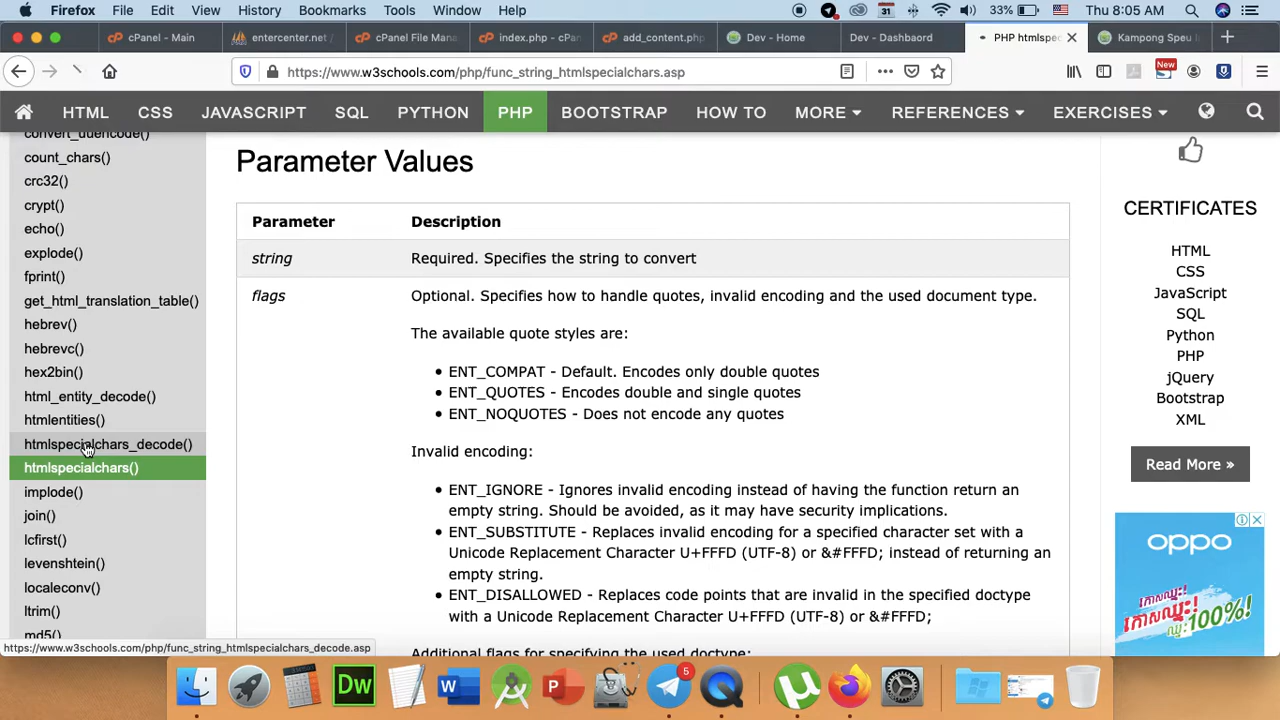 Firefox File Edit View History Bookmarks Tools Window Help 33% Thu 8:05 AM
31
cPanel - Main
entercenter.net /
cPanel File Mana
index.php - cPan
add_content.php
Dev - Home
Dev - Dashbaord
PHP htmlspec
Kampong Speu I
https://www.w3schools.com/php/func_string_htmlspecialchars.asp
New
HTML CSS JAVASCRIPT SQL PYTHON PHP BOOTSTRAP HOW TO MORE REFERENCES EXERCISES
convert_uuencode()
count_chars()
crc32()
crypt()
echo()
explode()
fprint()
get_html_translation_table()
hebrev()
hebrevc()
hex2bin()
html_entity_decode()
htmlentities()
htmlspecialchars_decode()
htmlspecialchars()
implode()
join()
lcfirst()
levenshtein()
localeconv()
ltrim()
md5()
https://www.w3schools.com/php/func_string_htmlspecialchars_decode.asp
Parameter Values
Parameter Description
string Required. Specifies the string to convert
flags Optional. Specifies how to handle quotes, invalid encoding and the used document type.
The available quote styles are:
• ENT_COMPAT - Default. Encodes only double quotes
• ENT_QUOTES - Encodes double and single quotes
• ENT_NOQUOTES - Does not encode any quotes
Invalid encoding:
• ENT_IGNORE - Ignores invalid encoding instead of having the function return an
empty string. Should be avoided, as it may have security implications.
• ENT_SUBSTITUTE - Replaces invalid encoding for a specified character set with a
Unicode Replacement Character U+FFFD (UTF-8) or &#FFFD; instead of returning an
empty string.
• ENT_DISALLOWED - Replaces code points that are invalid in the specified doctype
with a Unicode Replacement Character U+FFFD (UTF-8) or &#FFFD;
Additional flags for specifying the used doctype:
CERTIFICATES
HTML
CSS
JavaScript
SQL
Python
PHP
jQuery
Bootstrap
XML
Read More »
oppo
100%!
Dw
W
P
5